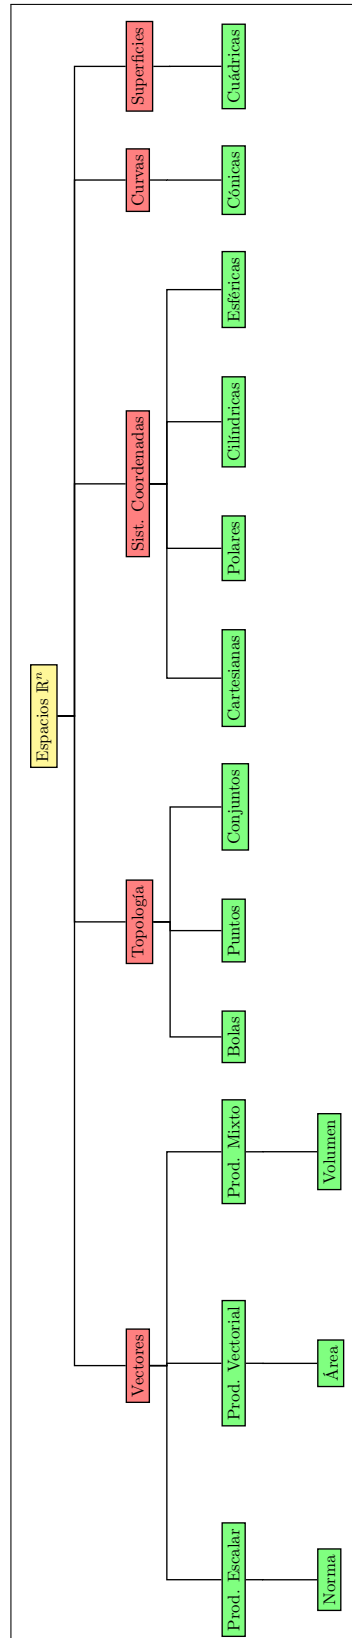 Espacios ℝⁿ
Vectores
Topología
Sist. Coordenadas
Curvas
Superficies
Prod. Escalar
Prod. Vectorial
Prod. Mixto
Bolas
Puntos
Conjuntos
Cartesianas
Polares
Cilíndricas
Esféricas
Cónicas
Cuádricas
Norma
Área
Volumen